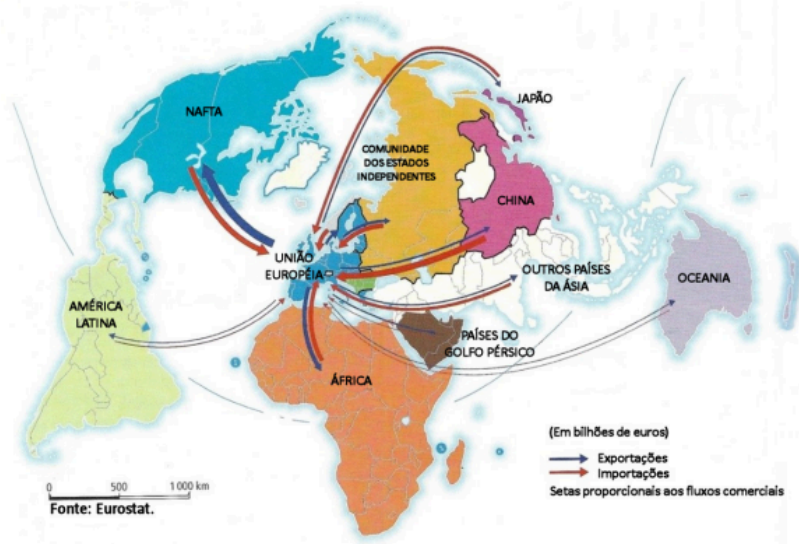 NAFTA
JAPÃO
COMUNIDADE
DOS ESTADOS
INDEPENDENTES
CHINA
UNIÃO
EUROPÉIA
OUTROS PAÍSES
DA ÁSIA
OCEANIA
AMÉRICA
LATINA
PAÍSES DO
GOLFO PÉRSICO
ÁFRICA
(Em bilhões de euros)
Exportações
Importações
Setas proporcionais aos fluxos comerciais
0 500 1 000 km
Fonte: Eurostat.